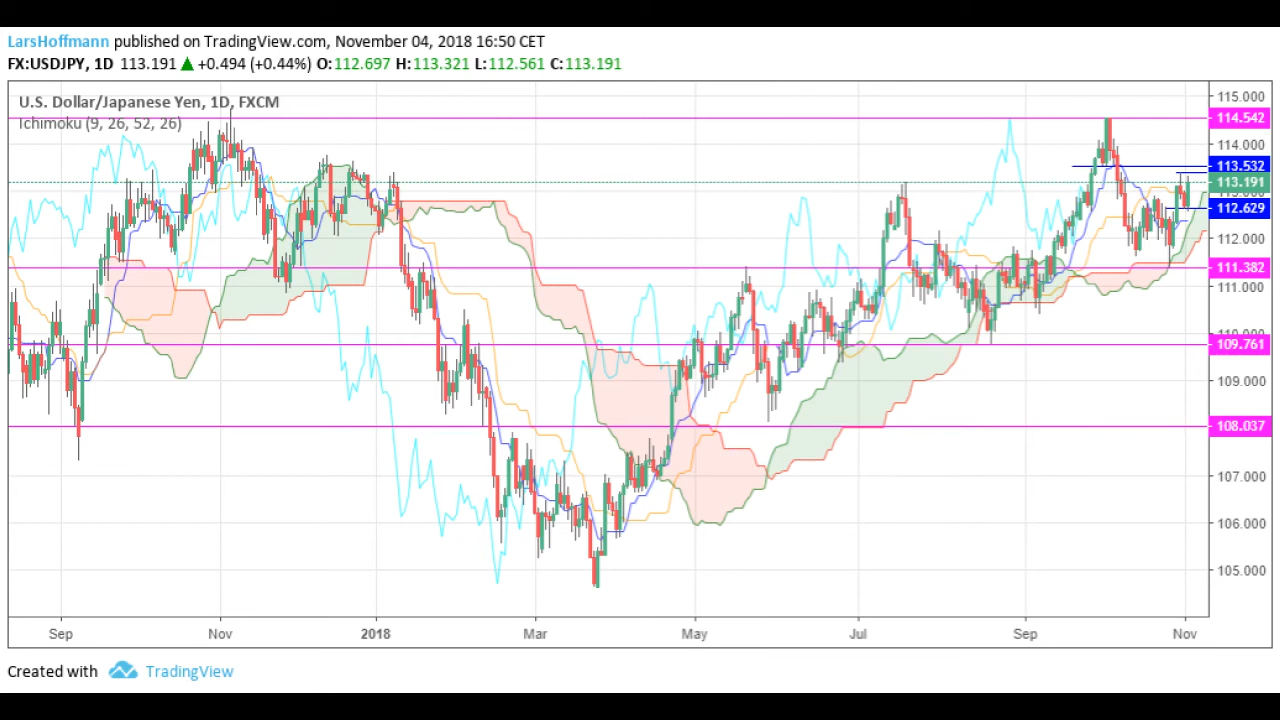 LarsHoffmann published on TradingView.com, November 04, 2018 16:50 CET
FX:USDJPY, 1D 113.191 ▲ +0.494 (+0.44%) O:112.697 H:113.321 L:112.561 C:113.191
U.S. Dollar/Japanese Yen, 1D, FXCM
Ichimoku (9, 26, 52, 26)
115.000
114.542
114.000
113.532
113.191
113.000
112.629
112.000
111.382
111.000
110.000
109.761
109.000
108.037
107.000
106.000
105.000
Sep Nov 2018 Mar May Jul Sep Nov
Created with TradingView